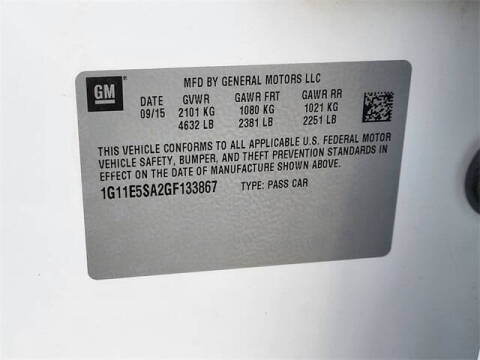 GM
MFD BY GENERAL MOTORS LLC
DATE GVWR GAWR FRT GAWR RR
09/15 2101 KG 1080 KG 1021 KG
4632 LB 2381 LB 2251 LB
THIS VEHICLE CONFORMS TO ALL APPLICABLE U.S. FEDERAL MOTOR
VEHICLE SAFETY, BUMPER, AND THEFT PREVENTION STANDARDS IN
EFFECT ON THE DATE OF MANUFACTURE SHOWN ABOVE.
1G11E5SA2GF133867 TYPE: PASS CAR